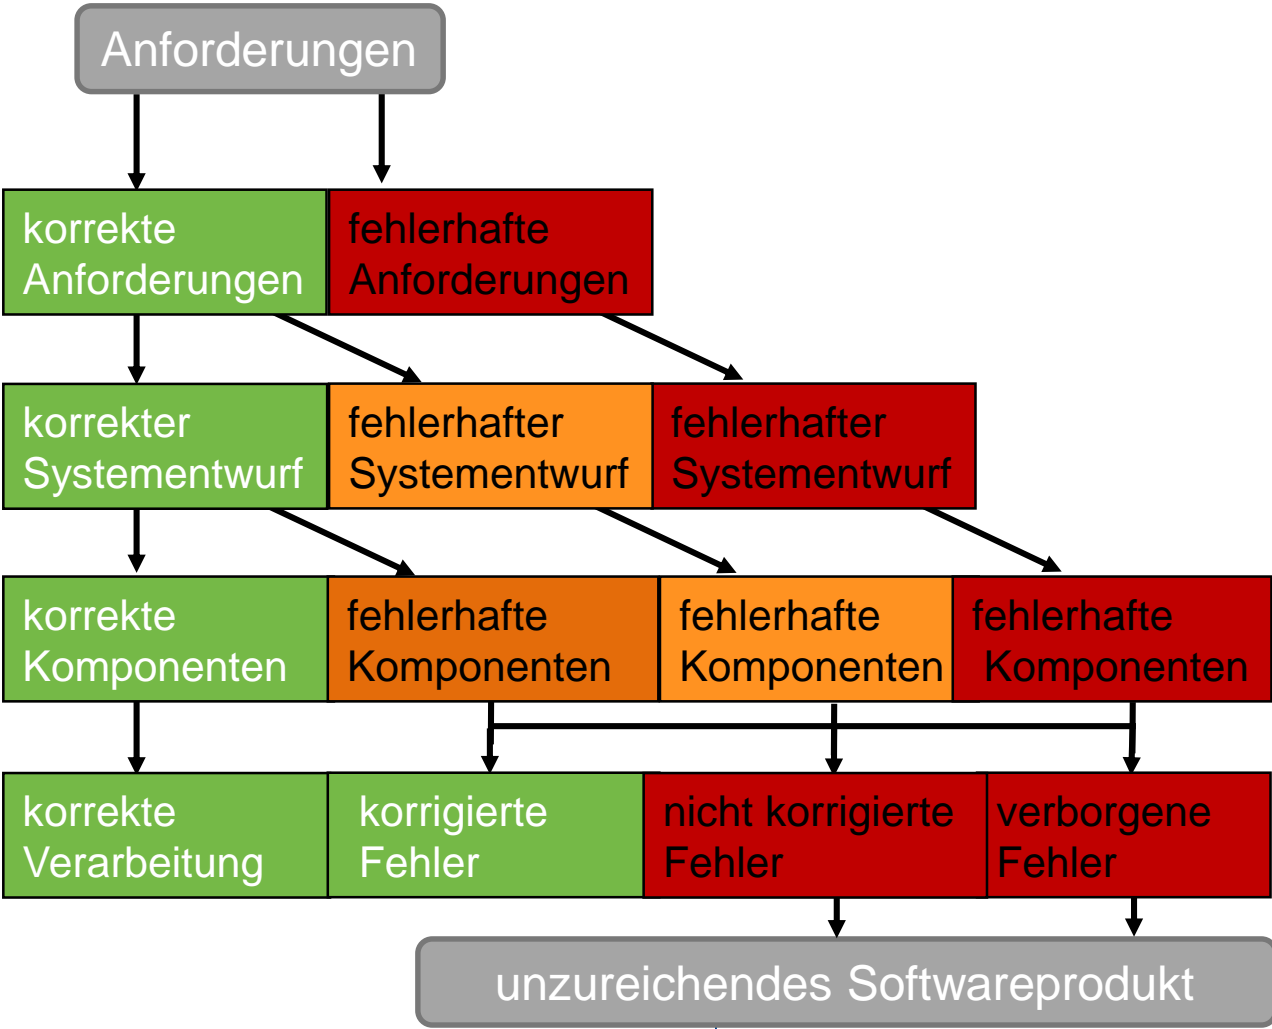 Anforderungen
korrekte
Anforderungen
fehlerhafte
Anforderungen
korrekter
Systementwurf
fehlerhafter
Systementwurf
fehlerhafter
Systementwurf
korrekte
Komponenten
fehlerhafte
Komponenten
fehlerhafte
Komponenten
fehlerhafte
Komponenten
korrekte
Verarbeitung
korrigierte
Fehler
nicht korrigierte
Fehler
verborgene
Fehler
unzureichendes Softwareprodukt